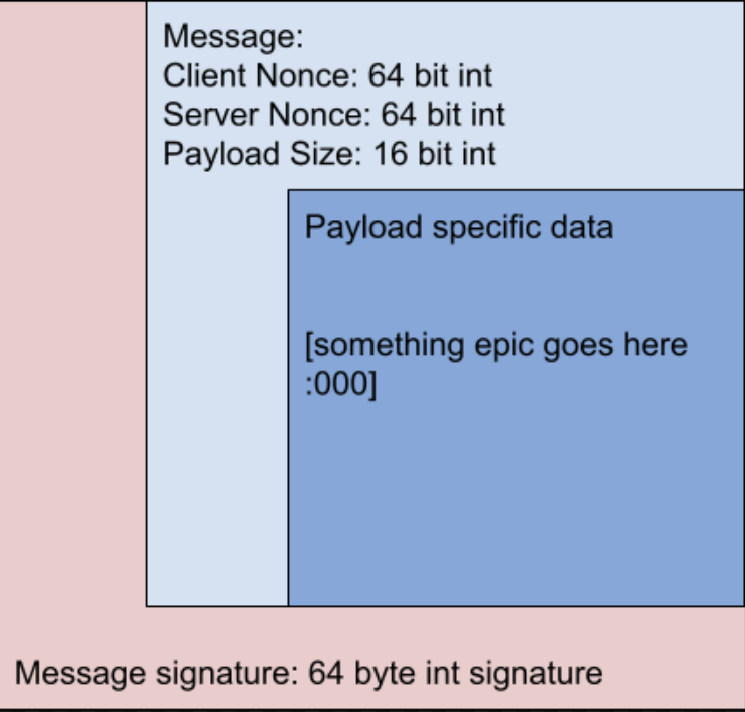 Message:
Client Nonce: 64 bit int
Server Nonce: 64 bit int
Payload Size: 16 bit int
Payload specific data
[something epic goes here
:000]
Message signature: 64 byte int signature